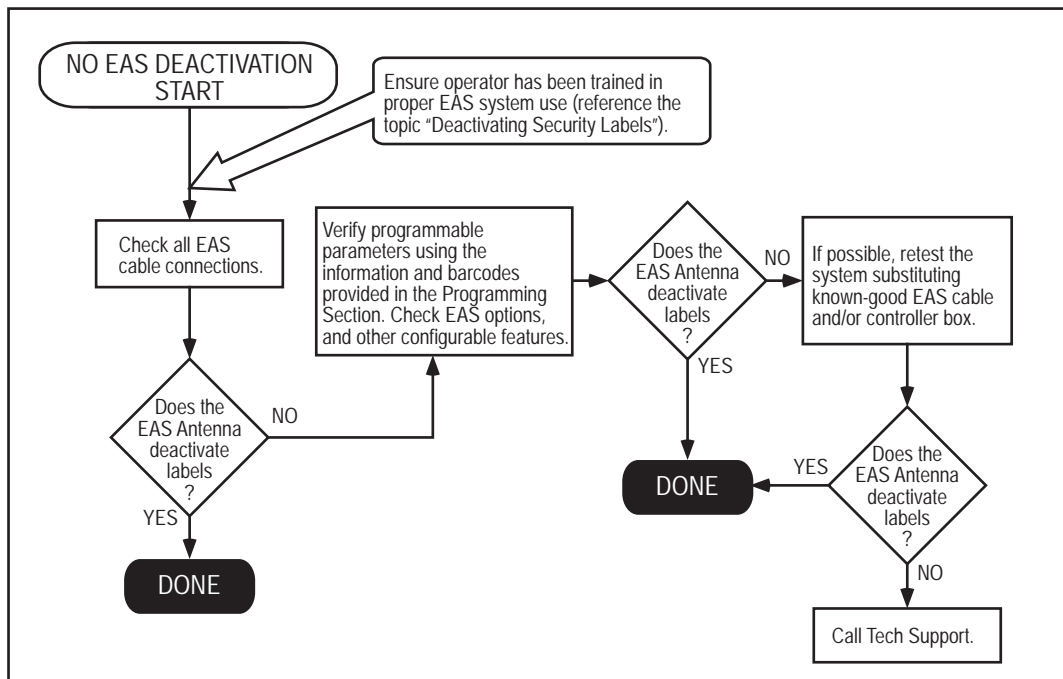 NO EAS DEACTIVATION
START
Ensure operator has been trained in
proper EAS system use (reference the
topic “Deactivating Security Labels”).
Check all EAS
cable connections.
Does the
EAS Antenna
deactivate
labels
?
NO
YES
DONE
Verify programmable
parameters using the
information and barcodes
provided in the Programming
Section. Check EAS options,
and other configurable features.
Does the
EAS Antenna
deactivate
labels
?
NO
YES
DONE
If possible, retest the
system substituting
known-good EAS cable
and/or controller box.
Does the
EAS Antenna
deactivate
labels
?
YES
NO
Call Tech Support.